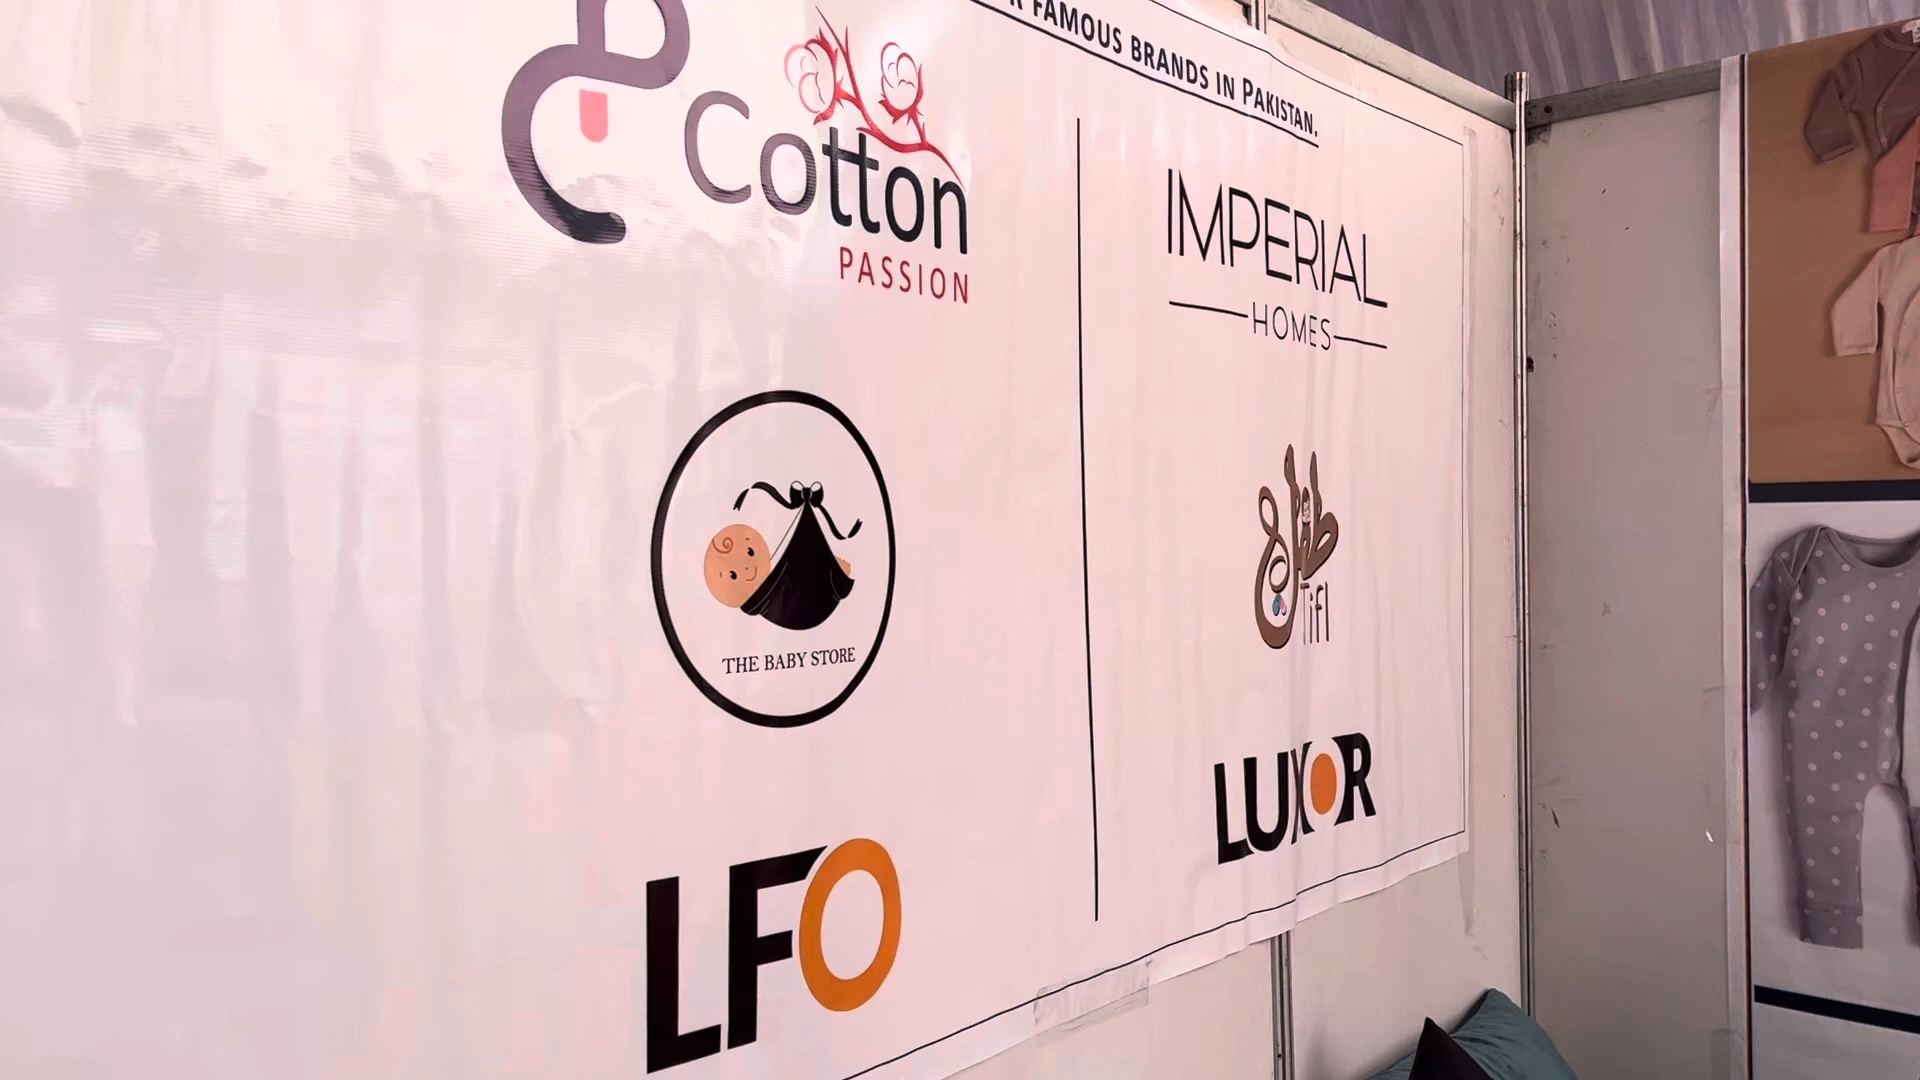 FAMOUS BRANDS IN PAKISTAN.
Cotton
PASSION
IMPERIAL
HOMES
THE BABY STORE
Tifl
LFO
LUXOR